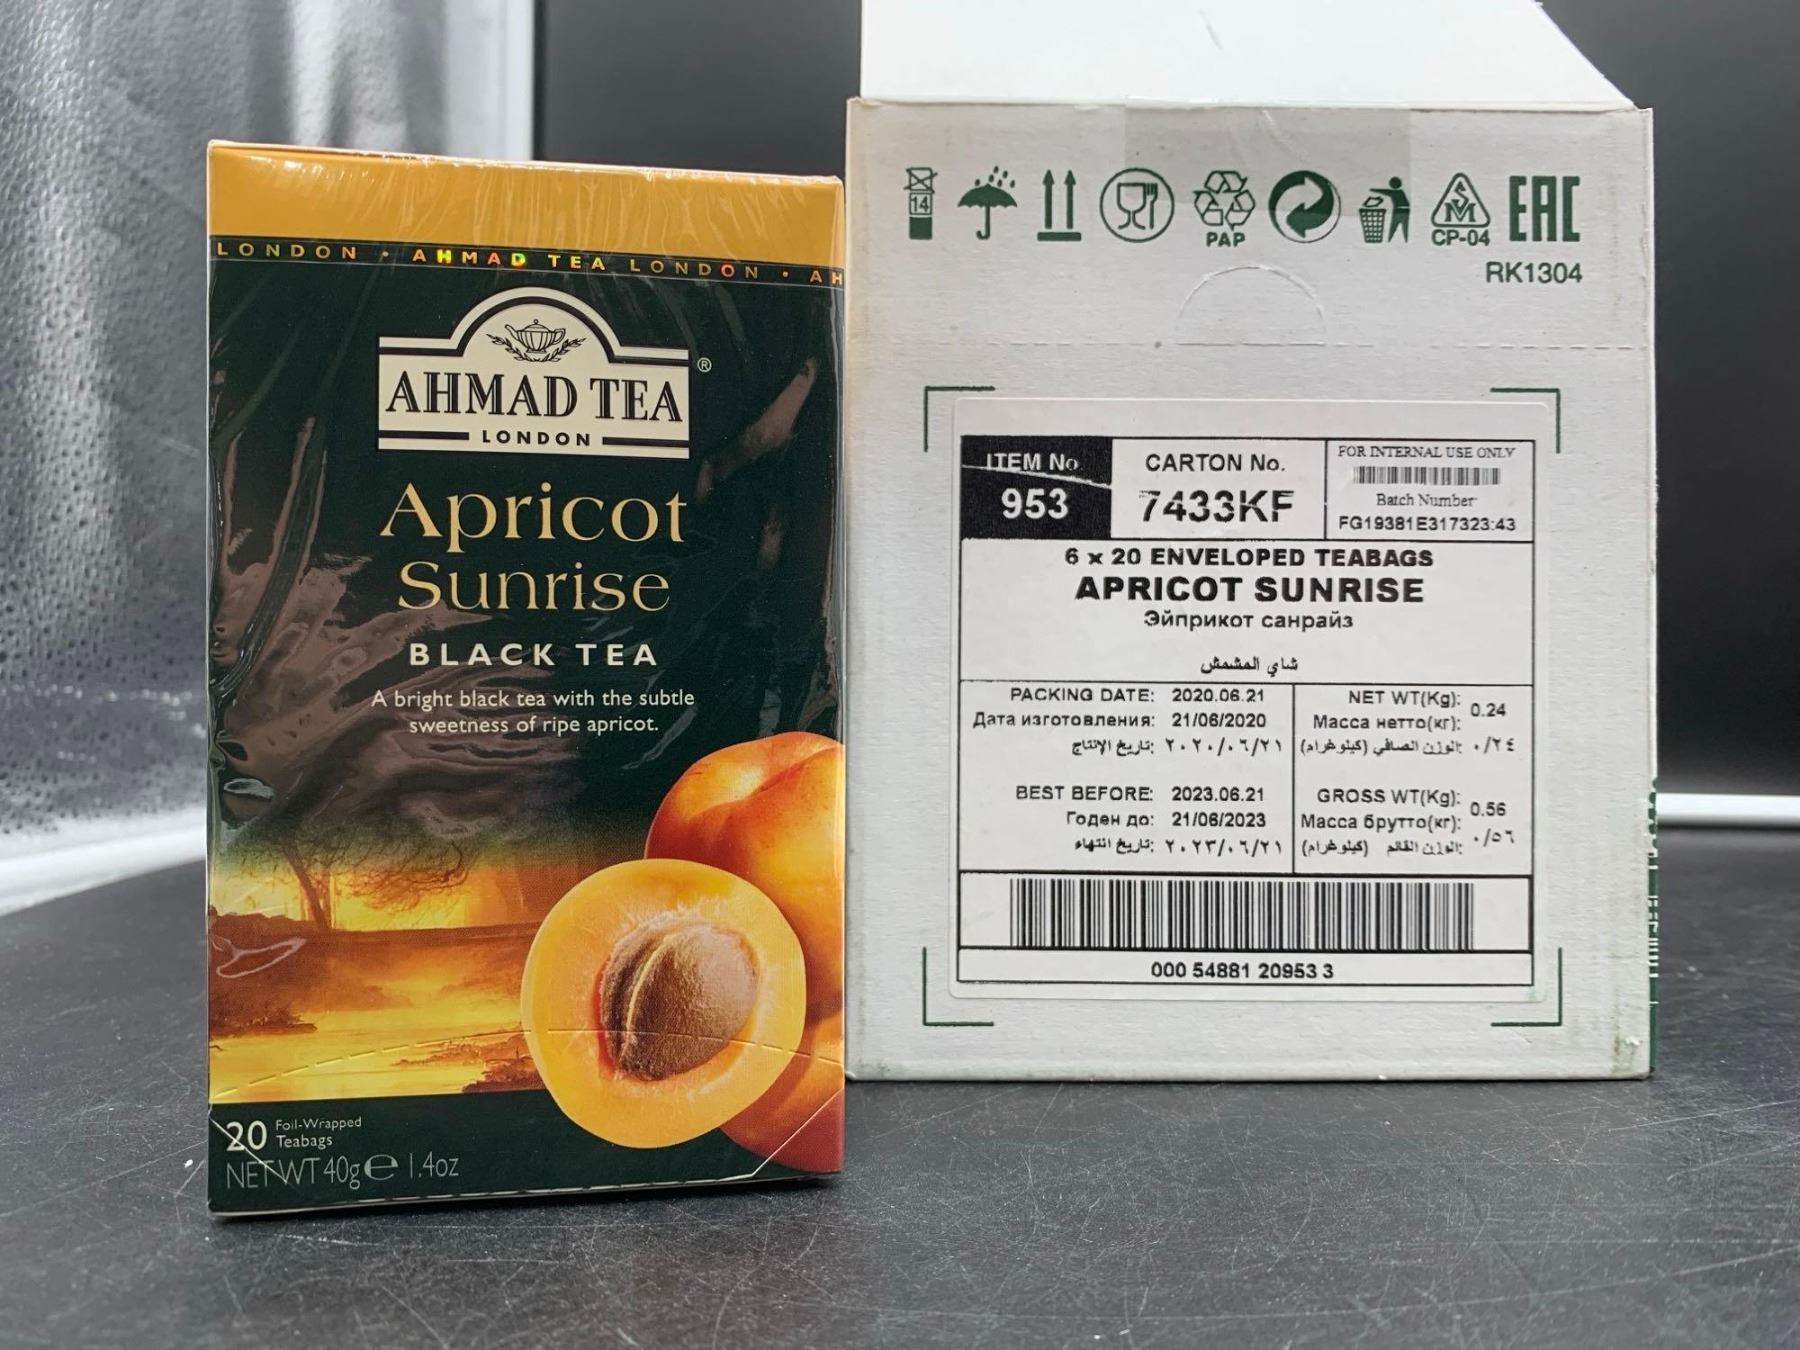 LONDON • AHMAD TEA LONDON • AH
AHMAD TEA ®
LONDON
Apricot
Sunrise
BLACK TEA
A bright black tea with the subtle
sweetness of ripe apricot.
20 Foil-Wrapped
Teabags
NET WT 40g e 1.4oz
14
PAP
CP-04
EAC
RK1304
ITEM No
953
CARTON No.
7433KF
FOR INTERNAL USE ONLY
Batch Number
FG19381E317323:43
6 x 20 ENVELOPED TEABAGS
APRICOT SUNRISE
Эйприкот санрайз
شاي المشمش
PACKING DATE: 2020.06.21
Дата изготовления: 21/06/2020
تاريخ الإنتاج: ٢٠٢٠/٠٦/٢١
BEST BEFORE: 2023.06.21
Годен до: 21/06/2023
تاريخ انتهاء: ٢٠٢٣/٠٦/٢١
NET WT(Kg): 0.24
Масса нетто(кг):
الوزن الصافي (كيلوغرام): ٠/٢٤
GROSS WT(Kg): 0.56
Масса брутто(кг):
الوزن القائم (كيلوغرام): ٠/٥٦
000 54881 20953 3